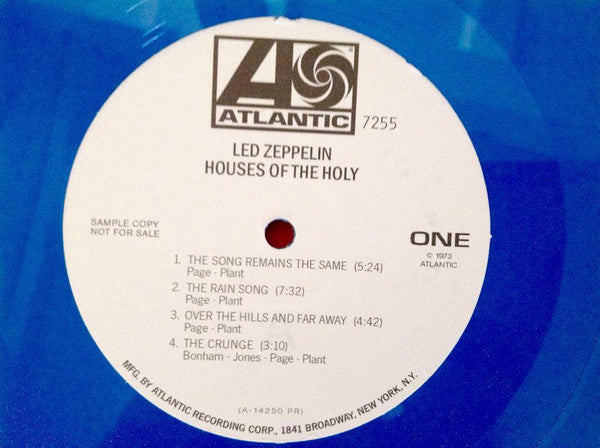 ATLANTIC
7255
LED ZEPPELIN
HOUSES OF THE HOLY
SAMPLE COPY
NOT FOR SALE
ONE
© 1973
ATLANTIC
1. THE SONG REMAINS THE SAME (5:24)
Page - Plant
2. THE RAIN SONG (7:32)
Page - Plant
3. OVER THE HILLS AND FAR AWAY (4:42)
Page - Plant
4. THE CRUNGE (3:10)
Bonham - Jones - Page - Plant
(A-14250 PR)
MFG. BY ATLANTIC RECORDING CORP., 1841 BROADWAY, NEW YORK, N.Y.